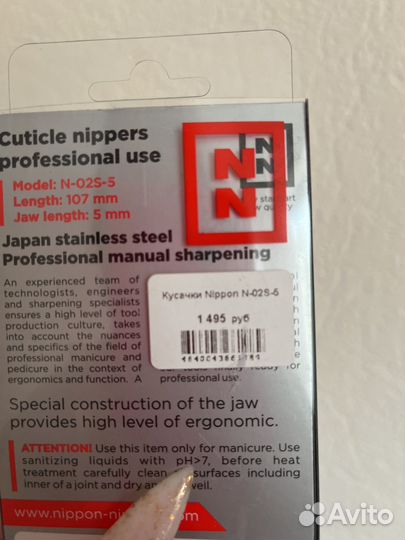 Cuticle nippers
professional use
Model: N-02S-5
Length: 107 mm
Jaw length: 5 mm
N N
N N
Japan stainless steel
Professional manual sharpening
An experienced team of
technologists, engineers
and sharpening specialists
ensures a high level of tool
production culture, takes
into account the nuances
and specifics of the field of
professional manicure and
pedicure in the context of
ergonomics and function. A
Кусачки Nippon N-02S-5
1 495 руб
professional use.
Special construction of the jaw
provides high level of ergonomic.
ATTENTION! Use this item only for manicure. Use
sanitizing liquids with pH>7, before heat
treatment carefully clean surfaces including
inner of a joint and dry well.
www.nippon-ni .com
Avito